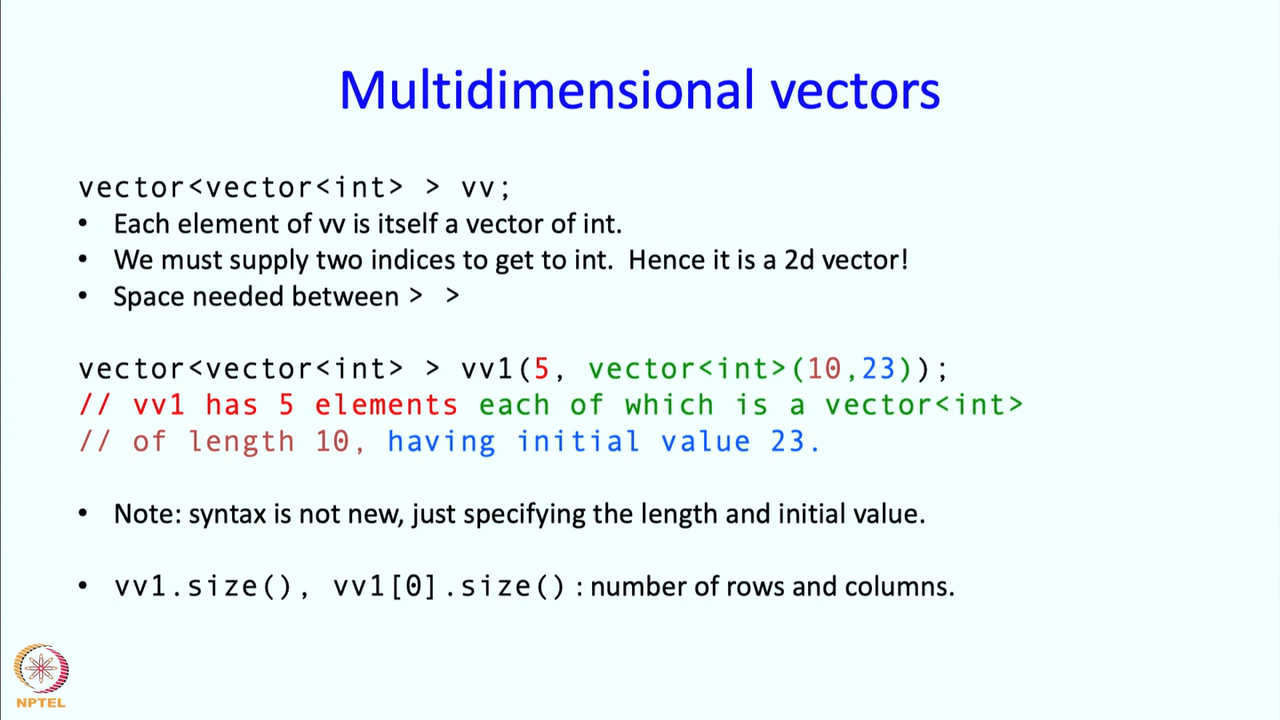 Multidimensional vectors
vector<vector<int> > vv;
• Each element of vv is itself a vector of int.
• We must supply two indices to get to int. Hence it is a 2d vector!
• Space needed between > >
vector<vector<int> > vv1(5, vector<int>(10,23));
// vv1 has 5 elements each of which is a vector<int>
// of length 10, having initial value 23.
• Note: syntax is not new, just specifying the length and initial value.
• vv1.size(), vv1[0].size() : number of rows and columns.
NPTEL